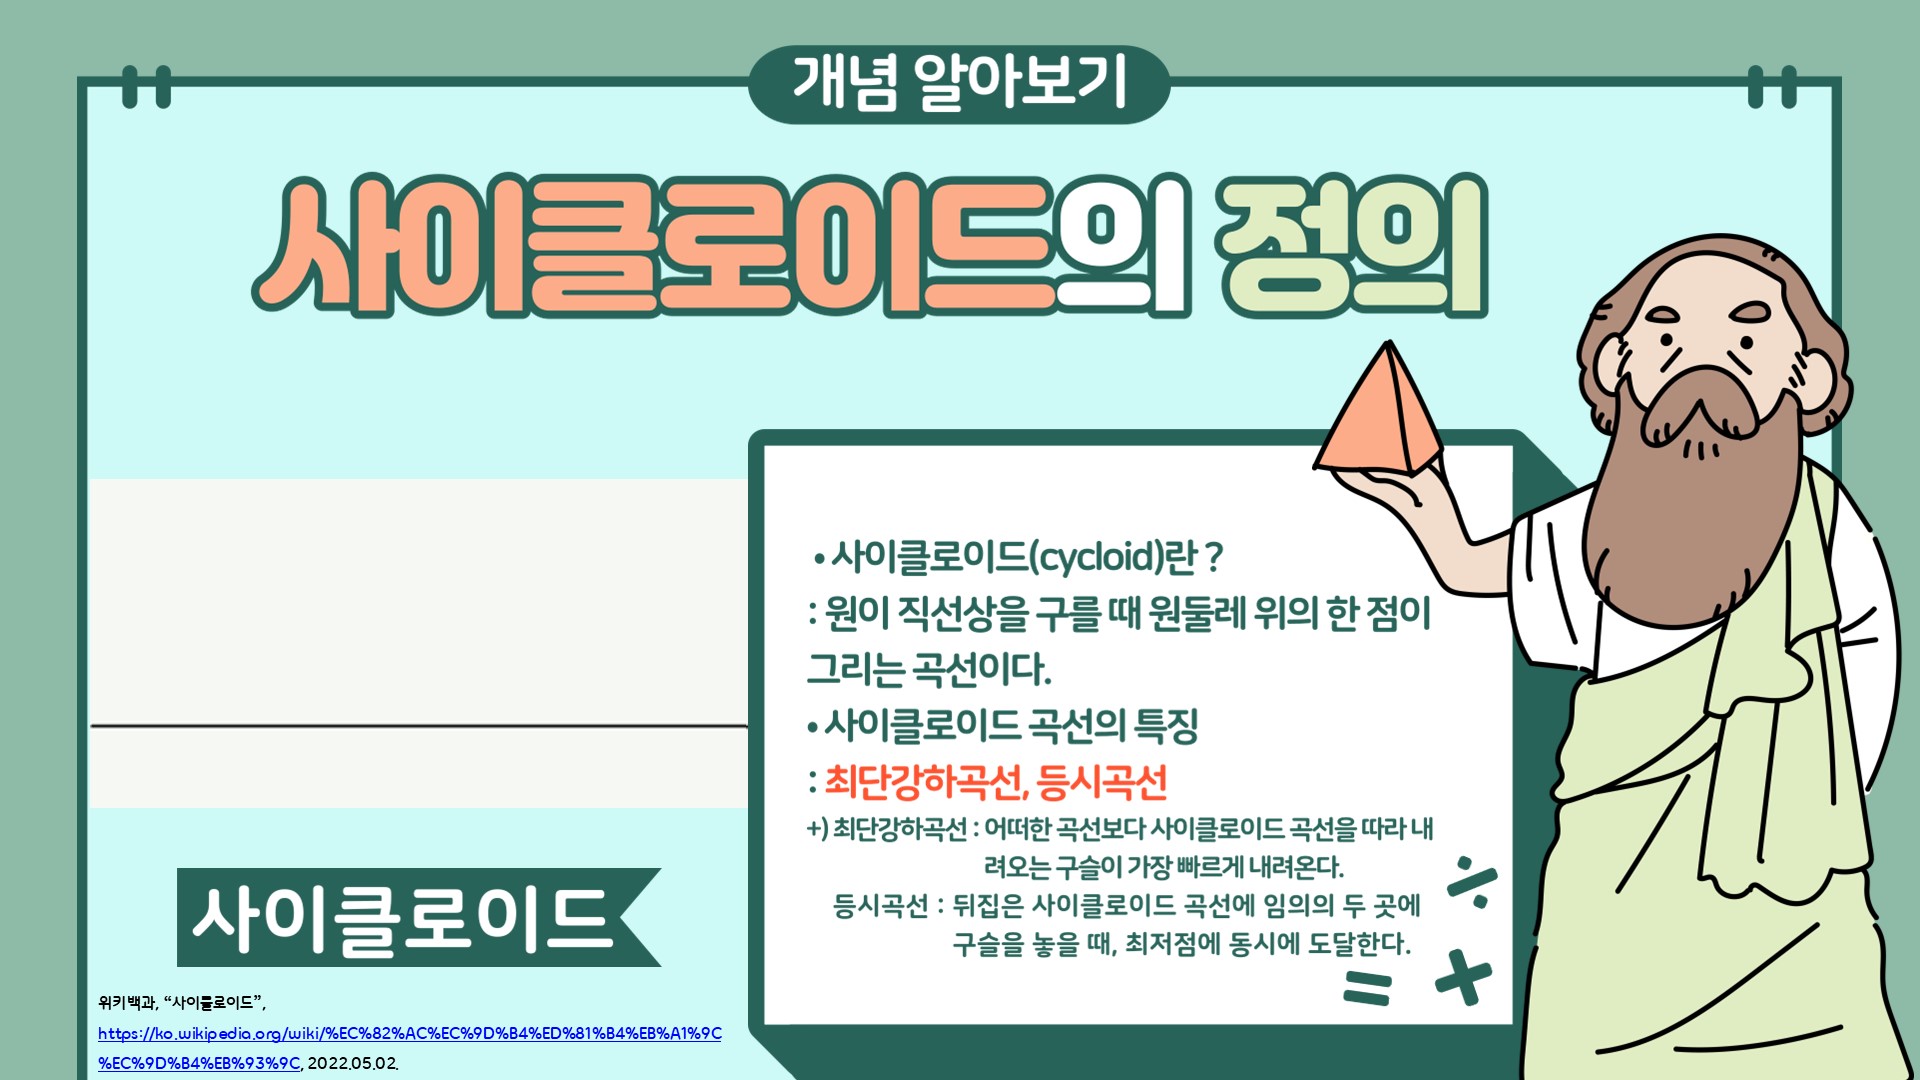 개념 알아보기
사이클로이드의 정의
• 사이클로이드(cycloid)란 ?
: 원이 직선상을 구를 때 원둘레 위의 한 점이
그리는 곡선이다.
• 사이클로이드 곡선의 특징
: 최단강하곡선, 등시곡선
+) 최단강하곡선 : 어떠한 곡선보다 사이클로이드 곡선을 따라 내
려오는 구슬이 가장 빠르게 내려온다.
등시곡선 : 뒤집은 사이클로이드 곡선에 임의의 두 곳에
구슬을 놓을 때, 최저점에 동시에 도달한다.
사이클로이드
위키백과, “사이클로이드”,
https://ko.wikipedia.org/wiki/%EC%82%AC%EC%9D%B4%ED%81%B4%EB%A1%9C
%EC%9D%B4%EB%93%9C, 2022.05.02.